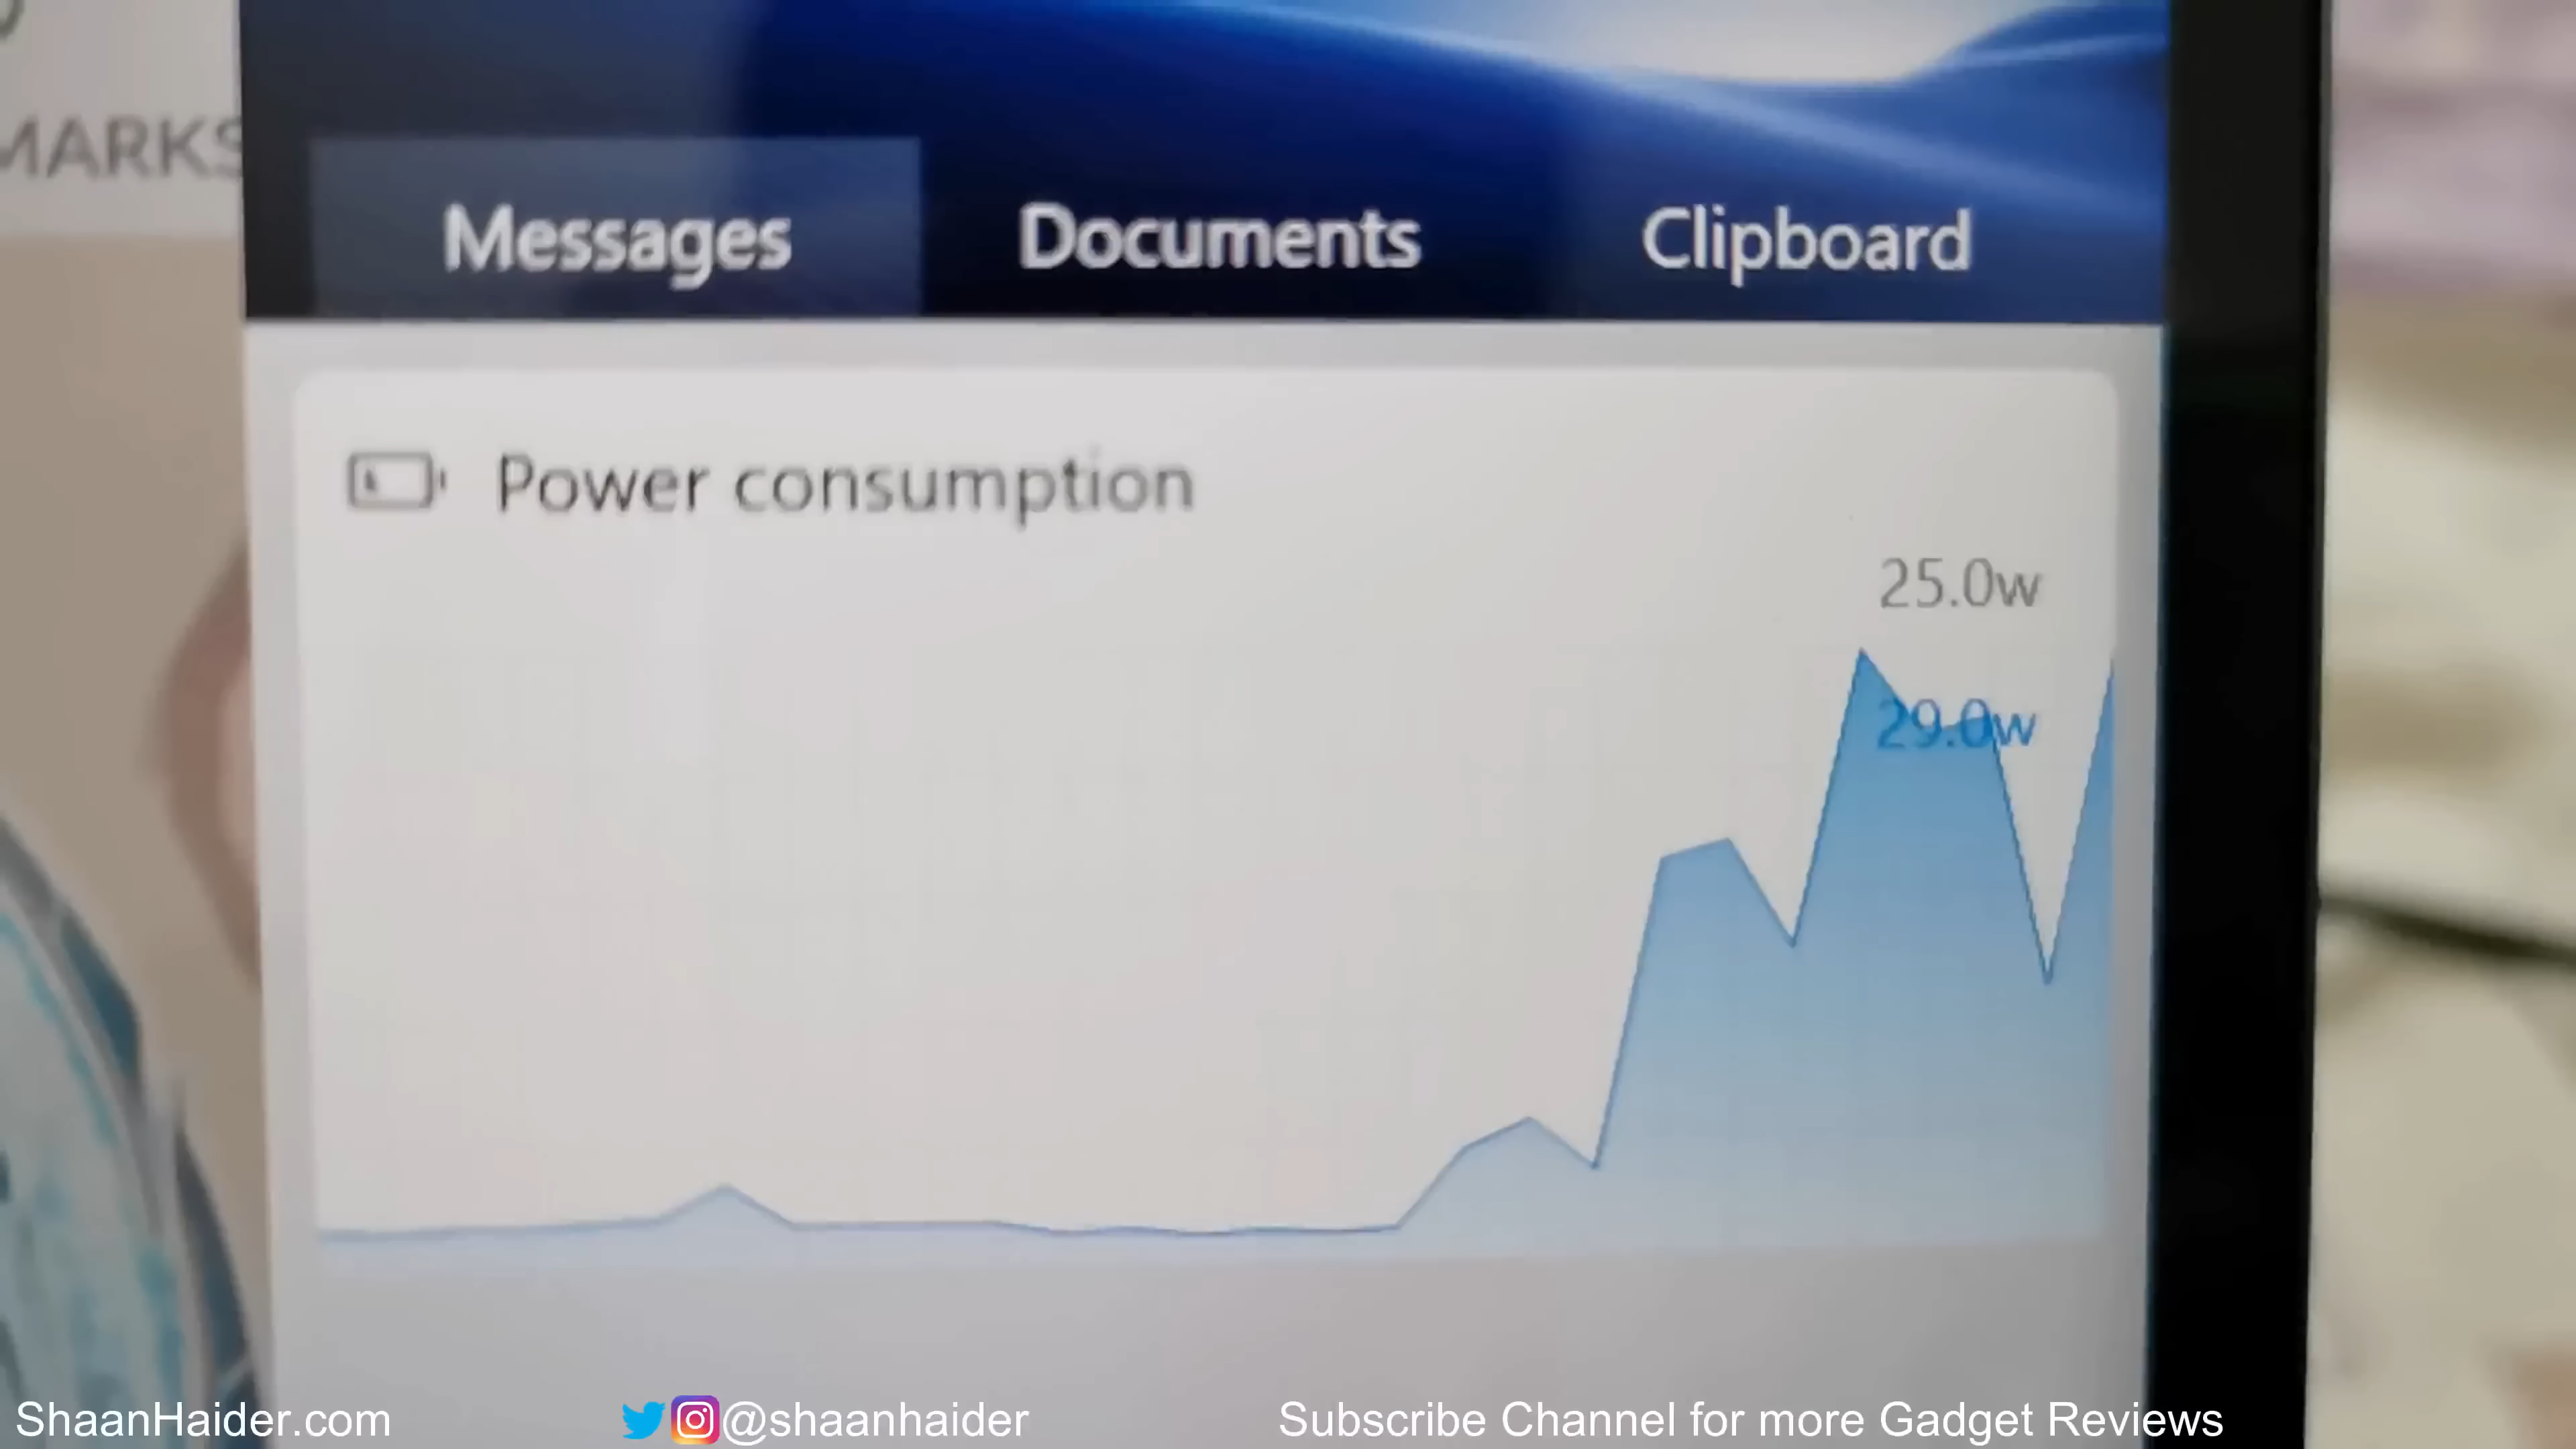 MARKS
Messages
Documents
Clipboard
Power consumption
25.0w
29.0w
ShaanHaider.com
@shaanhaider
Subscribe Channel for more Gadget Reviews